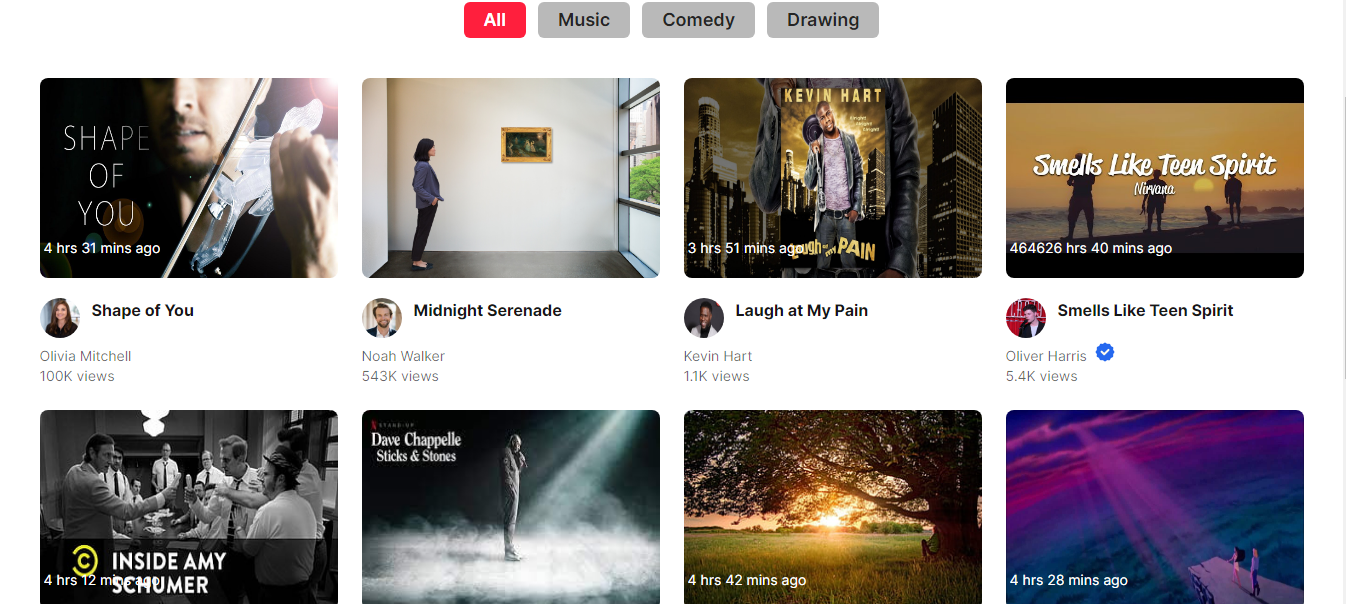 All Music Comedy Drawing
SHAPE
OF
YOU
4 hrs 31 mins ago
KEVIN HART
3 hrs 51 mins ago
Laugh at my PAIN
Smells Like Teen Spirit
Nirvana
464626 hrs 40 mins ago
Shape of You
Olivia Mitchell
100K views
Midnight Serenade
Noah Walker
543K views
Laugh at My Pain
Kevin Hart
1.1K views
Smells Like Teen Spirit
Oliver Harris
5.4K views
INSIDE AMY
SCHUMER
4 hrs 12 mins ago
N STAND-UP
Dave Chappelle
Sticks & Stones
4 hrs 42 mins ago
4 hrs 28 mins ago